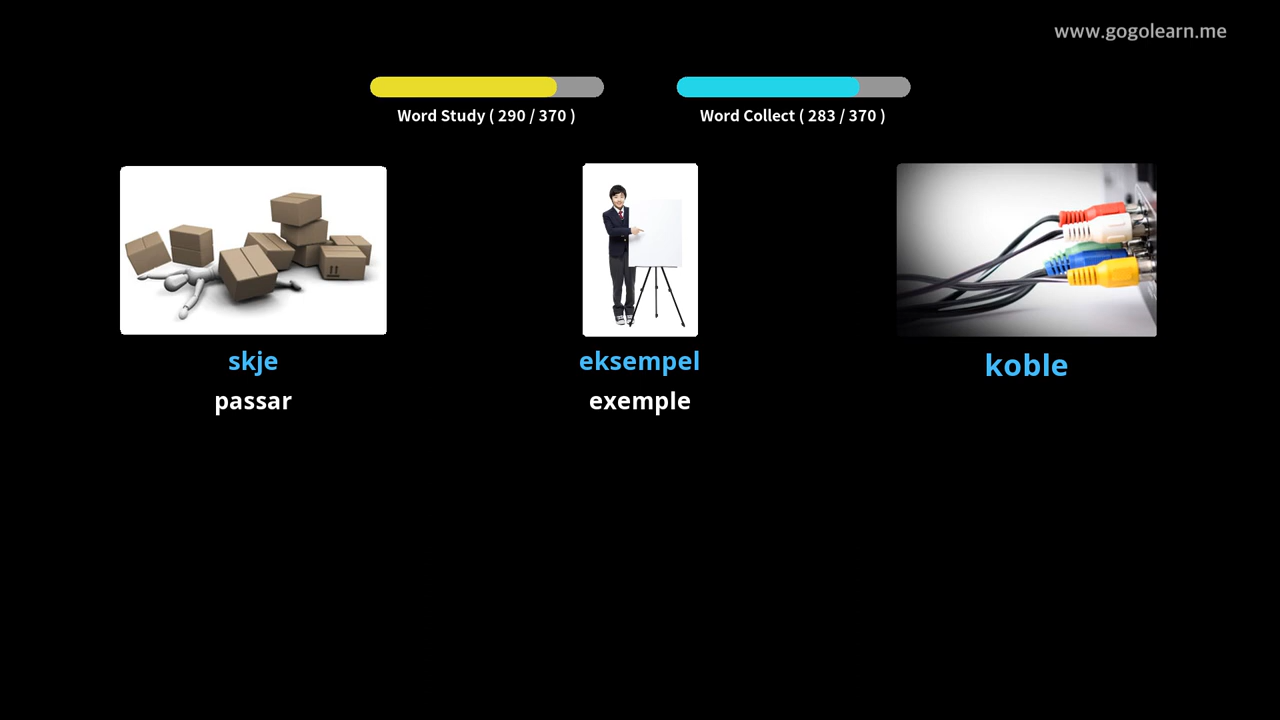 www.gogolearn.me
Word Study ( 290 / 370 )
Word Collect ( 283 / 370 )
skje
eksempel
koble
passar
exemple